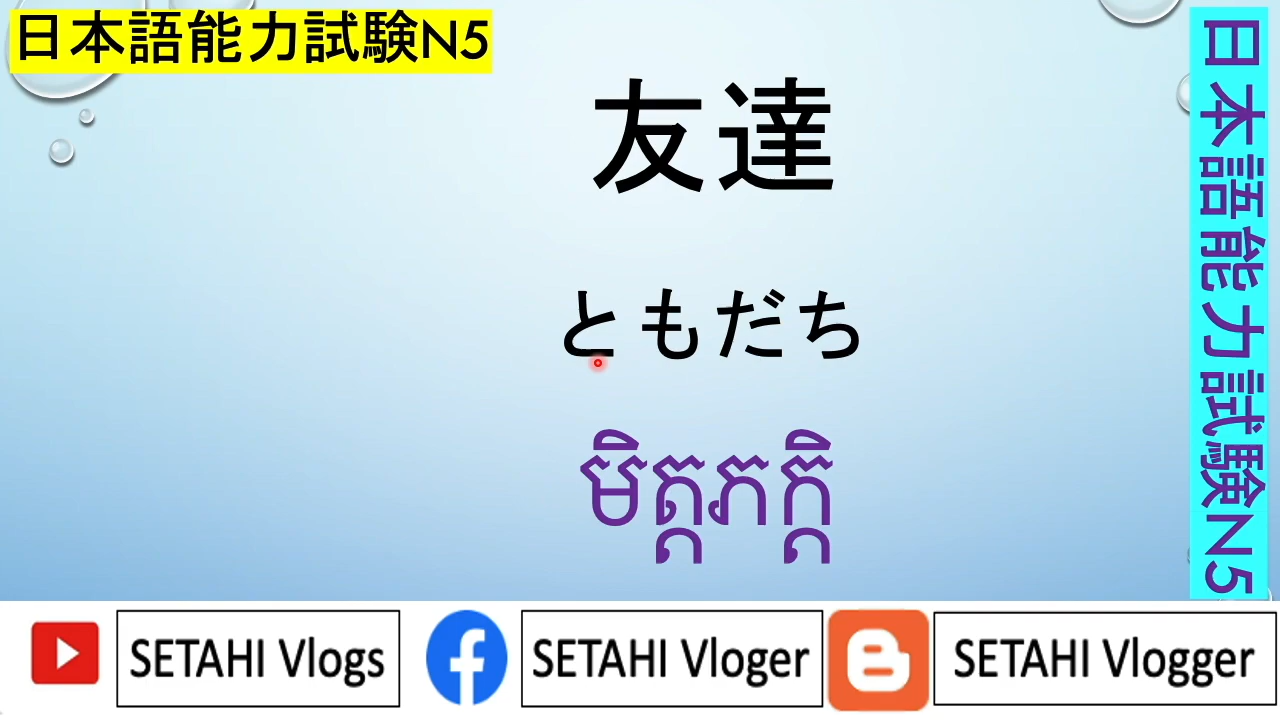 日本語能力試験N5
友達
ともだち
មិត្តភក្តិ
日本語能力試験N5
SETAHI Vlogs
SETAHI Vloger
SETAHI Vlogger